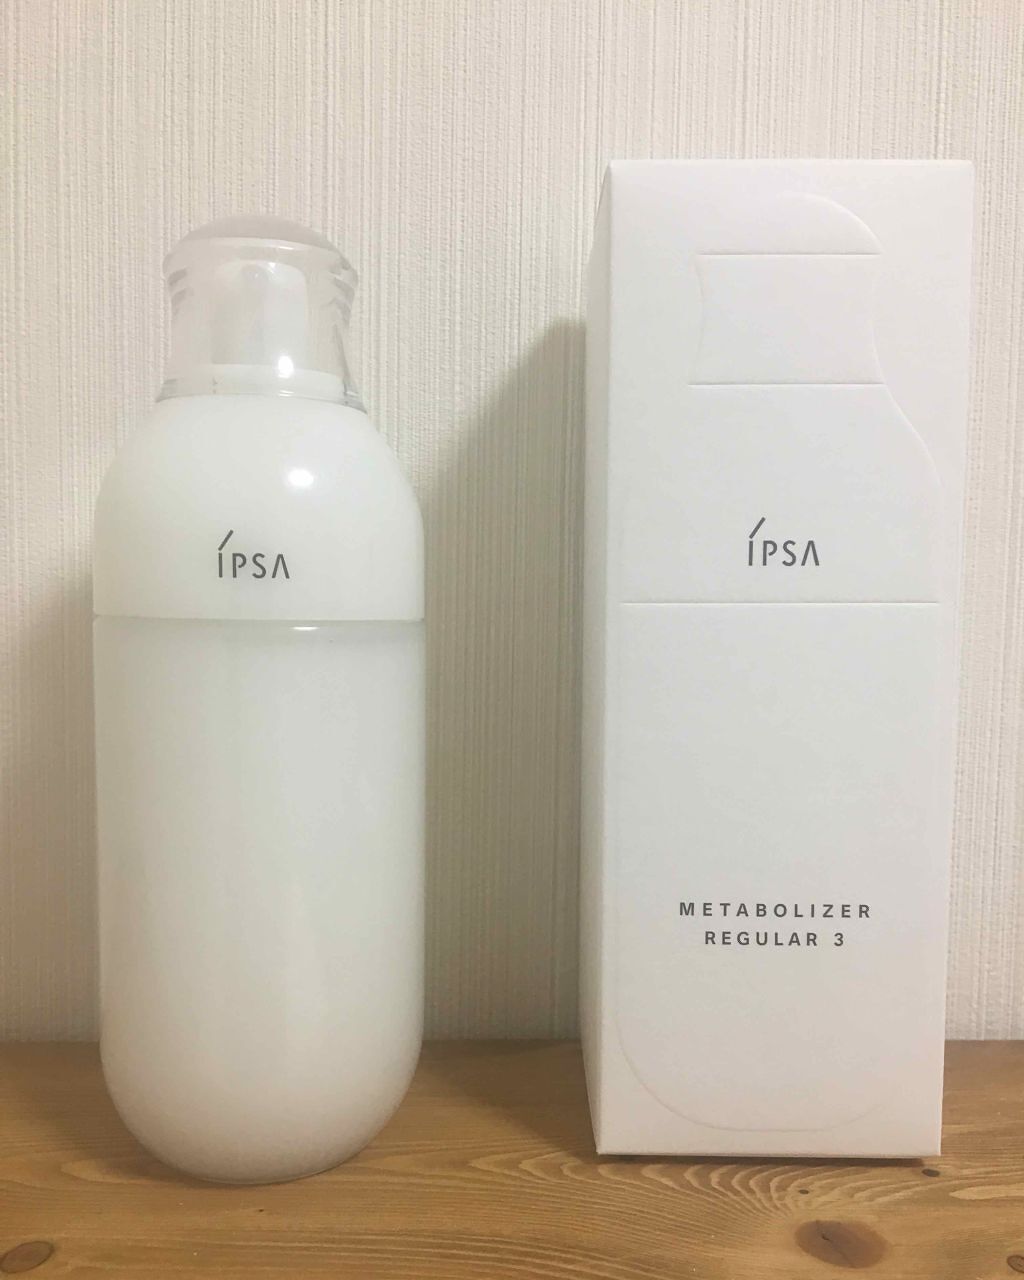 ÍPSA
ÍPSA
METABOLIZER
REGULAR 3